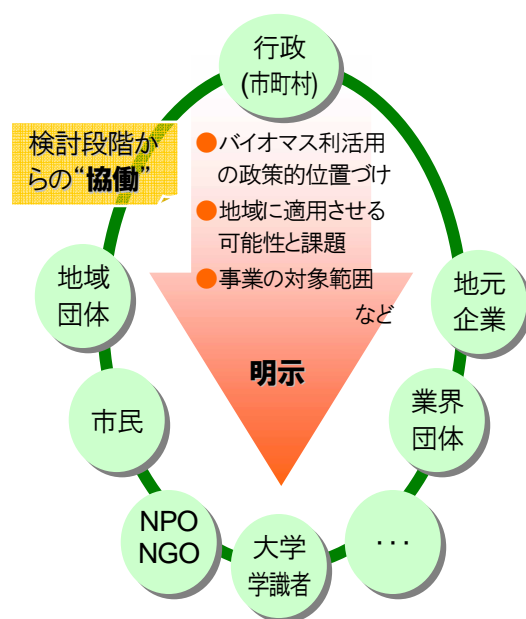 行政
(市町村)
検討段階か
らの“協働”
●バイオマス利活用
の政策的位置づけ
●地域に適用させる
可能性と課題
●事業の対象範囲
など
明示
地域
団体
地元
企業
市民
業界
団体
NPO
NGO
大学
学識者
・・・